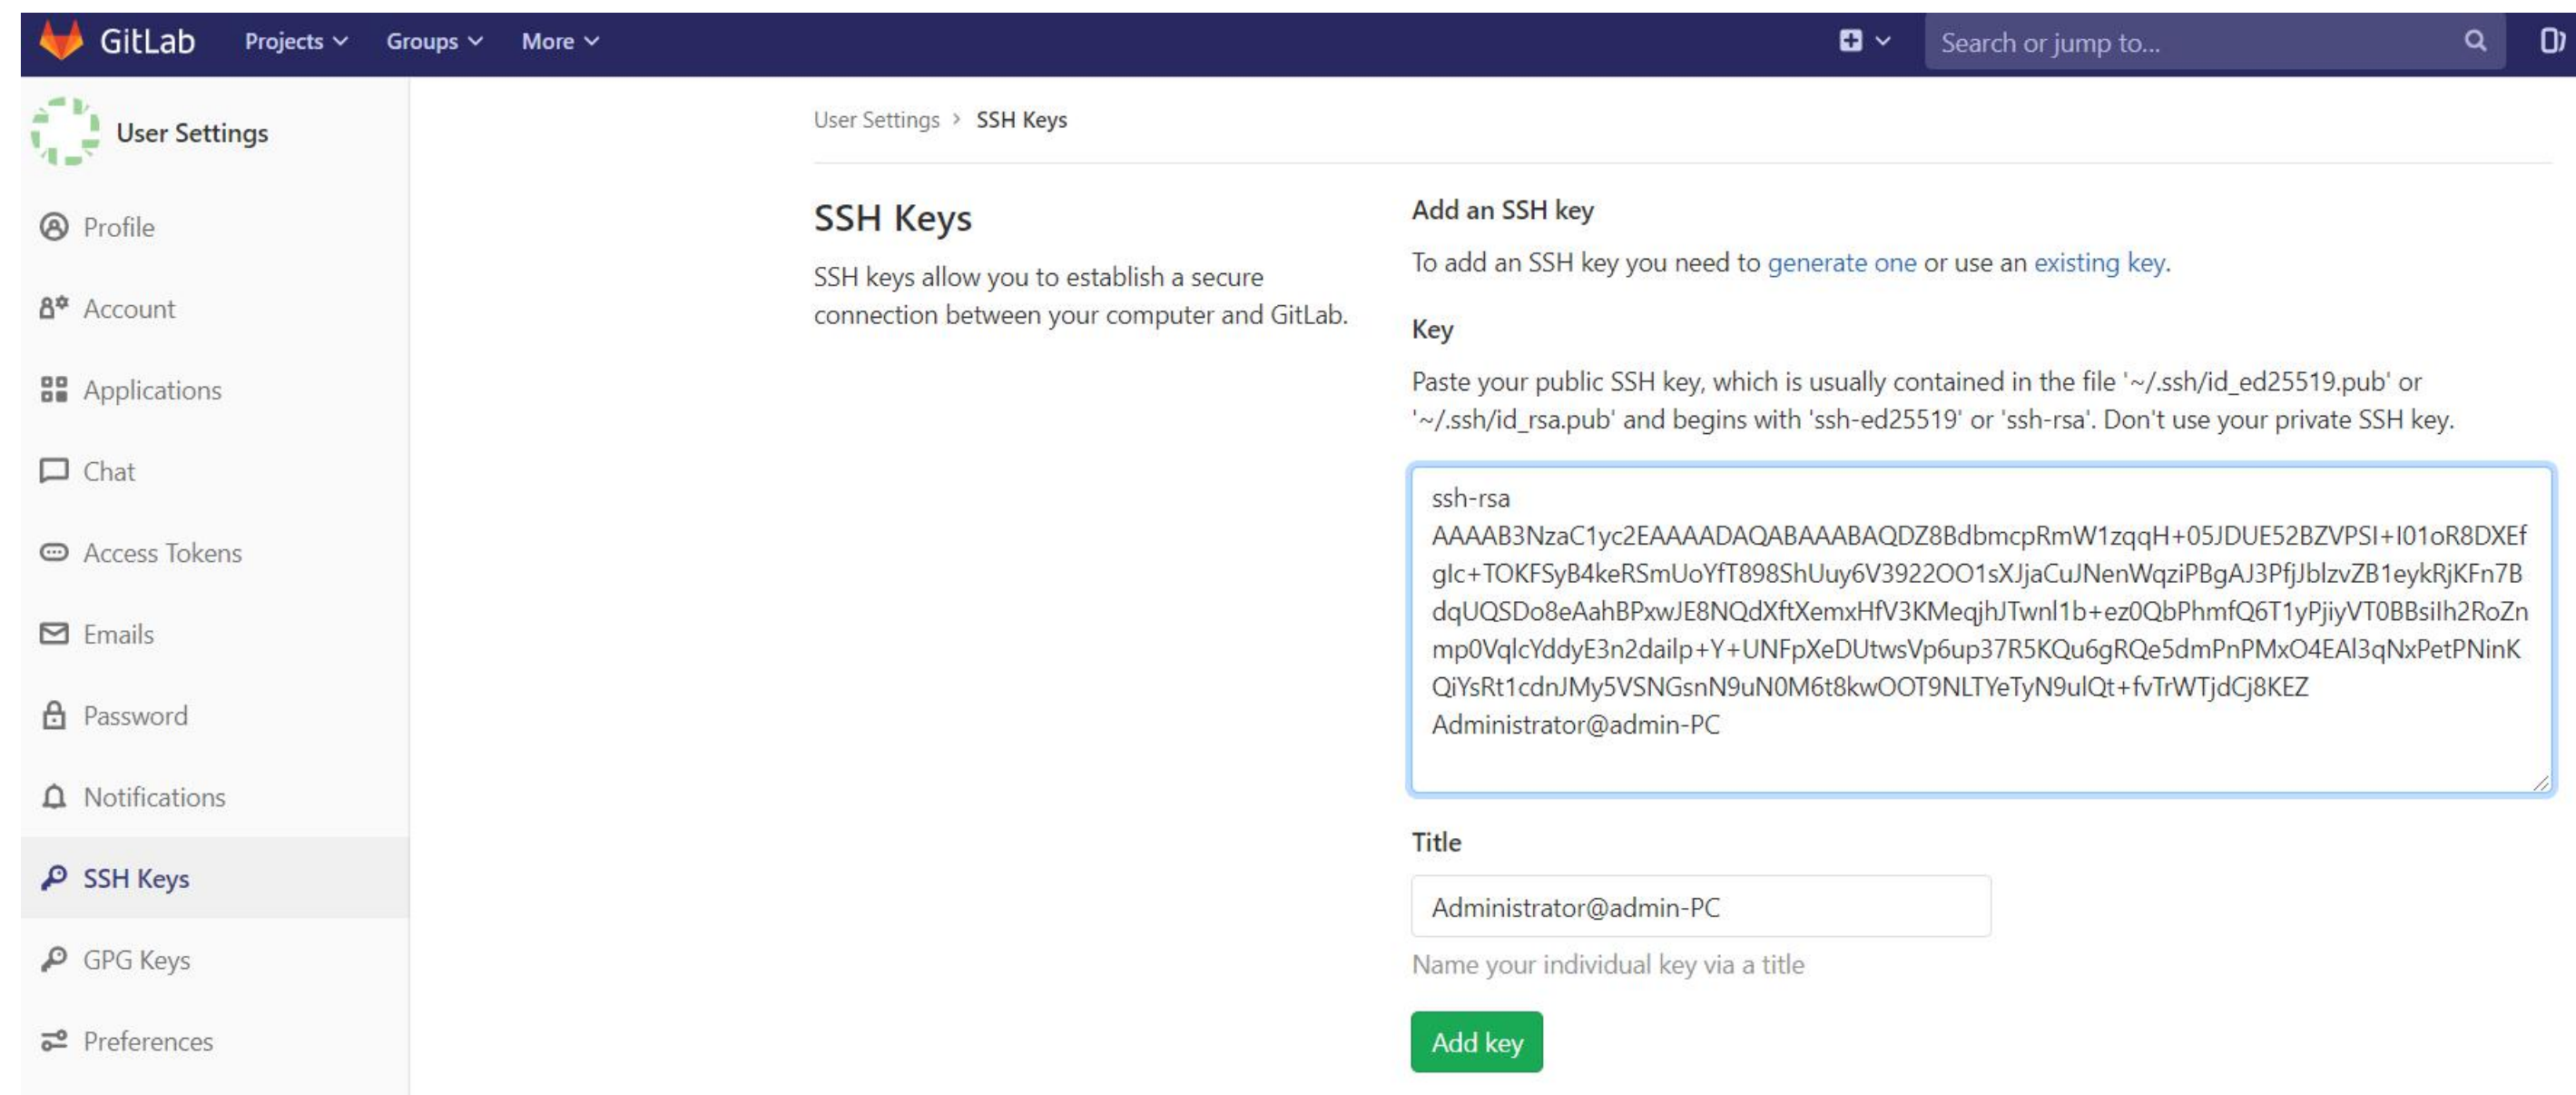 GitLab Projects Groups More Search or jump to...
User Settings
Profile
Account
Applications
Chat
Access Tokens
Emails
Password
Notifications
SSH Keys
GPG Keys
Preferences
User Settings > SSH Keys
SSH Keys
SSH keys allow you to establish a secure
connection between your computer and GitLab.
Add an SSH key
To add an SSH key you need to generate one or use an existing key.
Key
Paste your public SSH key, which is usually contained in the file '~/.ssh/id_ed25519.pub' or
'~/.ssh/id_rsa.pub' and begins with 'ssh-ed25519' or 'ssh-rsa'. Don't use your private SSH key.
ssh-rsa
AAAAB3NzaC1yc2EAAAADAQABAAABAQDZ8BdbmcpRmW1zqqH+05JDUE52BZVPSI+I01oR8DXEf
gIc+TOKFSyB4keRSmUoYfT898ShUuy6V3922OO1sXJjaCuJNenWqziPBgAJ3PfjJblzvZB1eykRjKFn7B
dqUQSDo8eAahBPxwJE8NQdXftXemxHfV3KMeqjhJTwnl1b+ez0QbPhmfQ6T1yPjiyVT0BBsiIh2RoZn
mp0VqlcYddyE3n2dailp+Y+UNFpXeDUtwsVp6up37R5KQu6gRQe5dmPnPMxO4EAl3qNxPetPNinK
QiYsRt1cdnJMy5VSNGsnN9uN0M6t8kwOOT9NLTYeTyN9ulQt+fvTrWTjdCj8KEZ
Administrator@admin-PC
Title
Administrator@admin-PC
Name your individual key via a title
Add key